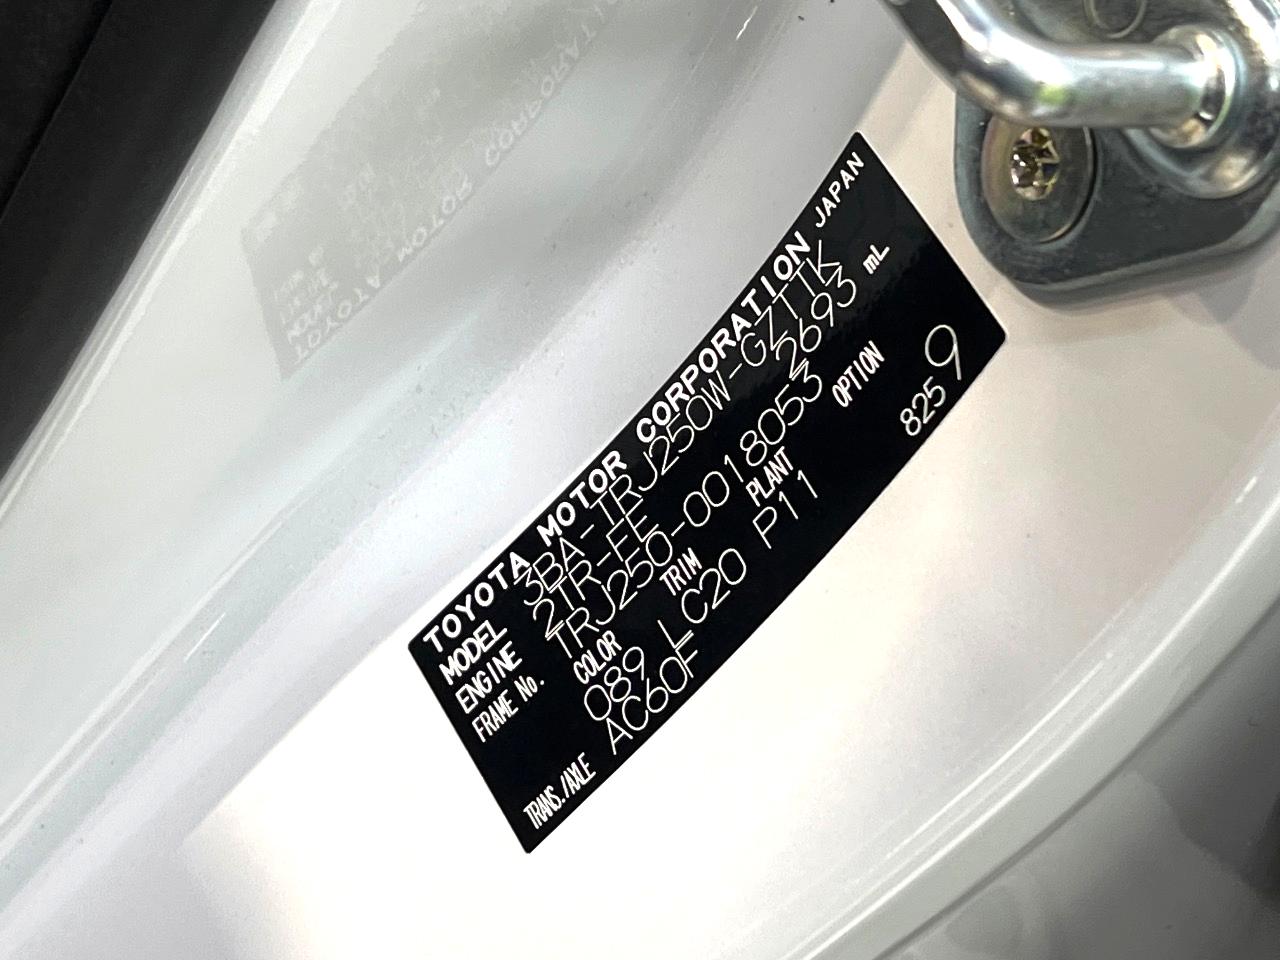 TOYOTA MOTOR CORPORATION JAPAN
MODEL 3BA-TRJ250W-GZTTK
ENGINE 2TR-FE 2693 mL
FRAME No. TRJ250-0018053
COLOR TRIM PLANT OPTION
089 LC20 P11 825 9
TRANS./AXLE AC60F